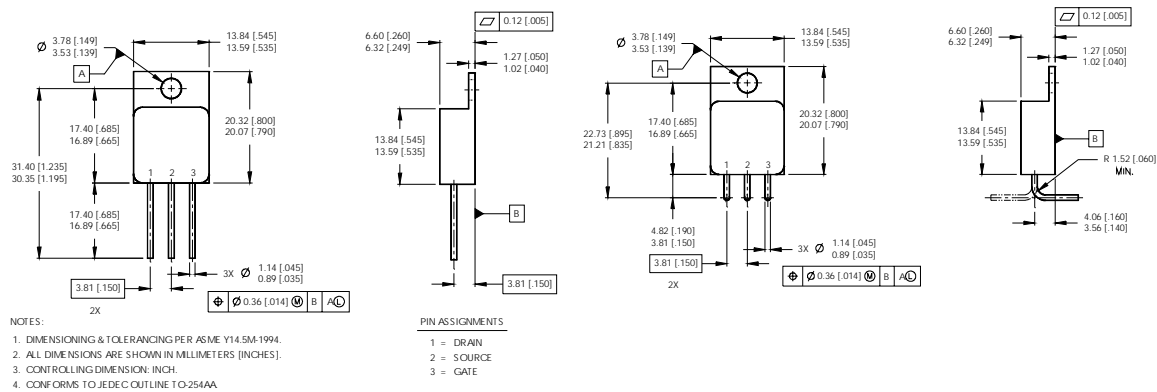 0.12 [.005]
3.78 [.149]
3.53 [.139]
13.84 [.545]
13.59 [.535]
A
17.40 [.685]
16.89 [.665]
31.40 [1.235]
30.35 [1.195]
20.32 [.800]
20.07 [.790]
1 2 3
17.40 [.685]
16.89 [.665]
3X Ø 1.14 [.045]
0.89 [.035]
3.81 [.150]
2X
⌖ Ø 0.36 [.014] Ⓜ B AⓁ
6.60 [.260]
6.32 [.249]
1.27 [.050]
1.02 [.040]
13.84 [.545]
13.59 [.535]
B
3.81 [.150]
Ø 3.78 [.149]
3.53 [.139]
13.84 [.545]
13.59 [.535]
A
17.40 [.685]
16.89 [.665]
22.73 [.895]
21.21 [.835]
20.32 [.800]
20.07 [.790]
1 2 3
4.82 [.190]
3.81 [.150]
3X Ø 1.14 [.045]
0.89 [.035]
3.81 [.150]
2X
⌖ Ø 0.36 [.014] Ⓜ B AⓁ
0.12 [.005]
6.60 [.260]
6.32 [.249]
1.27 [.050]
1.02 [.040]
13.84 [.545]
13.59 [.535]
B
R 1.52 [.060]
MIN.
4.06 [.160]
3.56 [.140]
NOTES:
1. DIMENSIONING & TOLERANCING PER ASME Y14.5M-1994.
2. ALL DIMENSIONS ARE SHOWN IN MILLIMETERS [INCHES].
3. CONTROLLING DIMENSION: INCH.
4. CONFORMS TO JEDEC OUTLINE TO-254AA.
PIN ASSIGNMENTS
1 = DRAIN
2 = SOURCE
3 = GATE